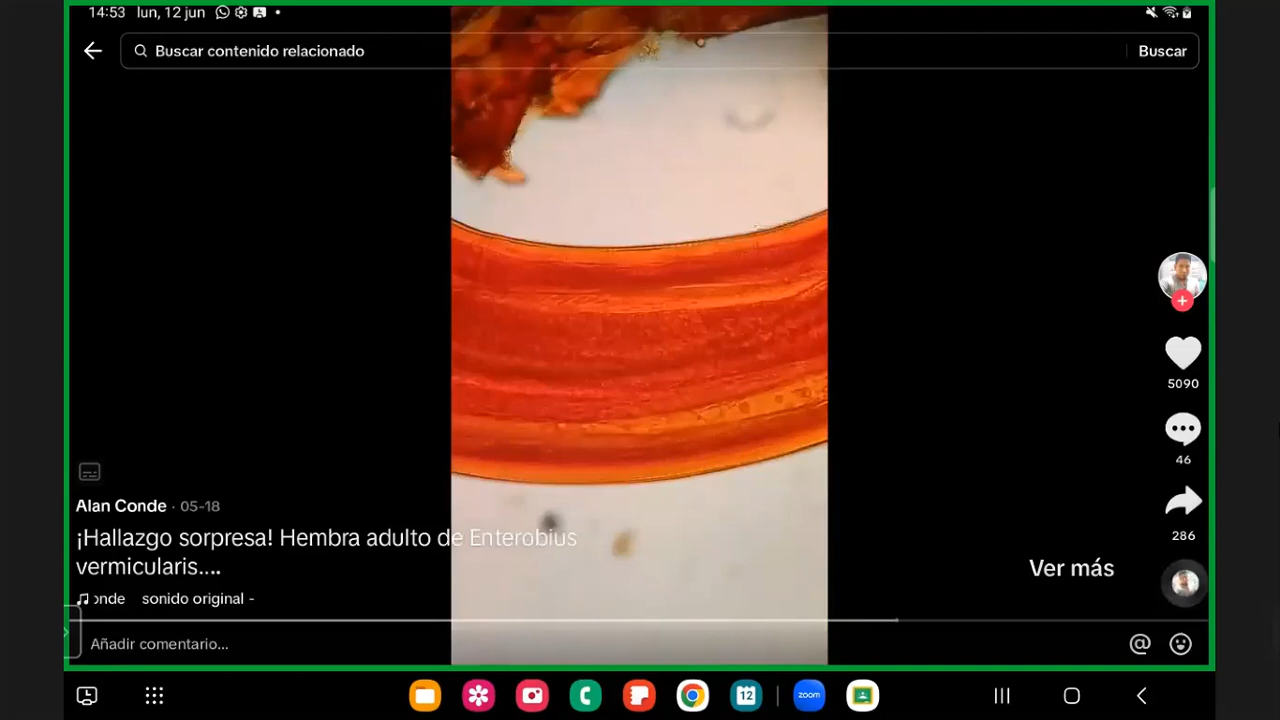 14:53 lun, 12 jun
Buscar contenido relacionado
Buscar
5090
46
286
Alan Conde · 05-18
¡Hallazgo sorpresa! Hembra adulto de Enterobius
vermicularis....
Ver más
onde sonido original -
Añadir comentario...
12
zoom